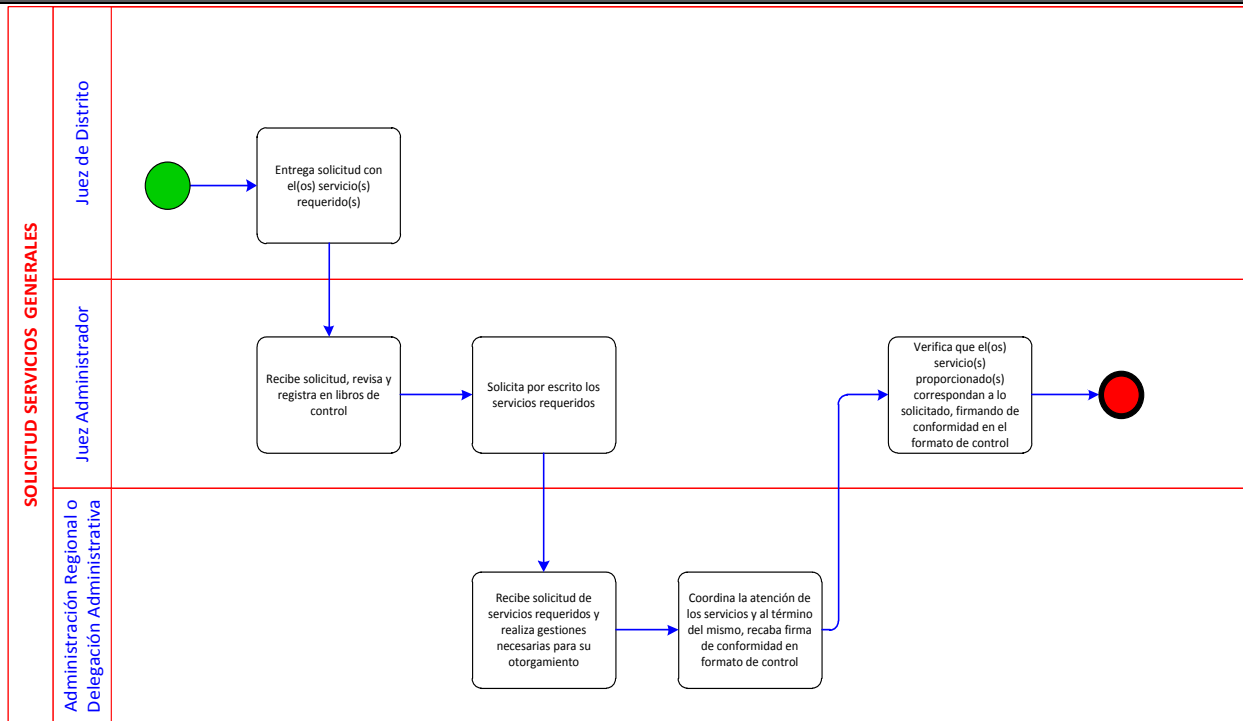 SOLICITUD SERVICIOS GENERALES
Juez de Distrito
Entrega solicitud con
el(os) servicio(s)
requerido(s)
Juez Administrador
Recibe solicitud, revisa y
registra en libros de
control
Solicita por escrito los
servicios requeridos
Verifica que el(os)
servicio(s)
proporcionado(s)
correspondan a lo
solicitado, firmando de
conformidad en el
formato de control
Administración Regional o
Delegación Administrativa
Recibe solicitud de
servicios requeridos y
realiza gestiones
necesarias para su
otorgamiento
Coordina la atención de
los servicios y al término
del mismo, recaba firma
de conformidad en
formato de control